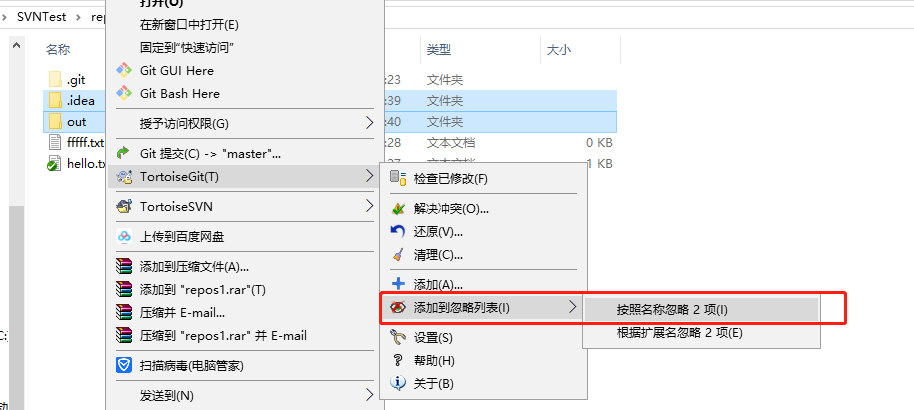 SVNTest
打开(O)
在新窗口中打开(E)
固定到"快速访问"
Git GUI Here
Git Bash Here
授予访问权限(G)
Git 提交(C) -> "master"...
TortoiseGit(T)
TortoiseSVN
上传到百度网盘
添加到压缩文件(A)...
添加到 "repos1.rar"(T)
压缩并 E-mail...
压缩到 "repos1.rar" 并 E-mail
扫描病毒(电脑管家)
发送到(N)
名称
类型
大小
.git
:23
文件夹
.idea
:39
文件夹
out
:40
文件夹
fffff.txt
:28
文本文档
0 KB
hello.tx
文本文档
1 KB
检查已修改(F)
解决冲突(O)...
还原(V)...
清理(C)...
添加(A)...
添加到忽略列表(I)
设置(S)
帮助(H)
关于(B)
按照名称忽略 2 项(I)
根据扩展名忽略 2 项(E)